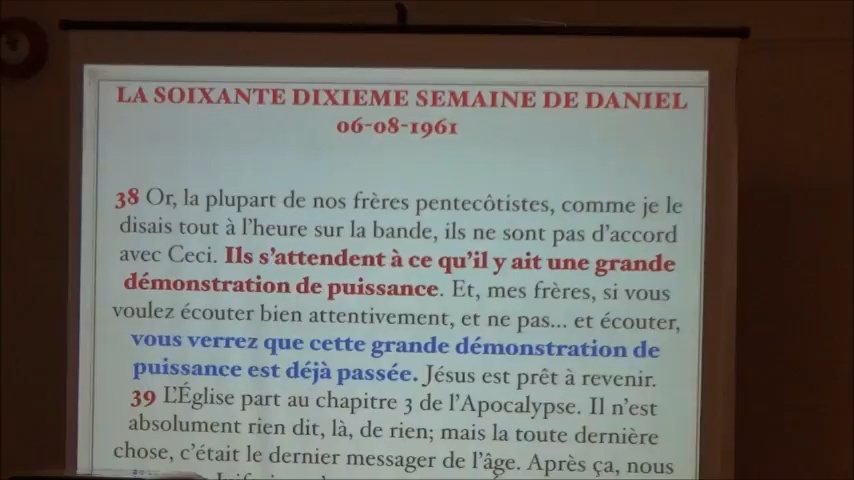 LA SOIXANTE DIXIEME SEMAINE DE DANIEL
06-08-1961
38 Or, la plupart de nos frères pentecôtistes, comme je le
disais tout à l'heure sur la bande, ils ne sont pas d'accord
avec Ceci. Ils s'attendent à ce qu'il y ait une grande
démonstration de puissance. Et, mes frères, si vous
voulez écouter bien attentivement, et ne pas... et écouter,
vous verrez que cette grande démonstration de
puissance est déjà passée. Jésus est prêt à revenir.
39 L'Église part au chapitre 3 de l'Apocalypse. Il n'est
absolument rien dit, là, de rien; mais la toute dernière
chose, c'était le dernier messager de l'âge. Après ça, nous